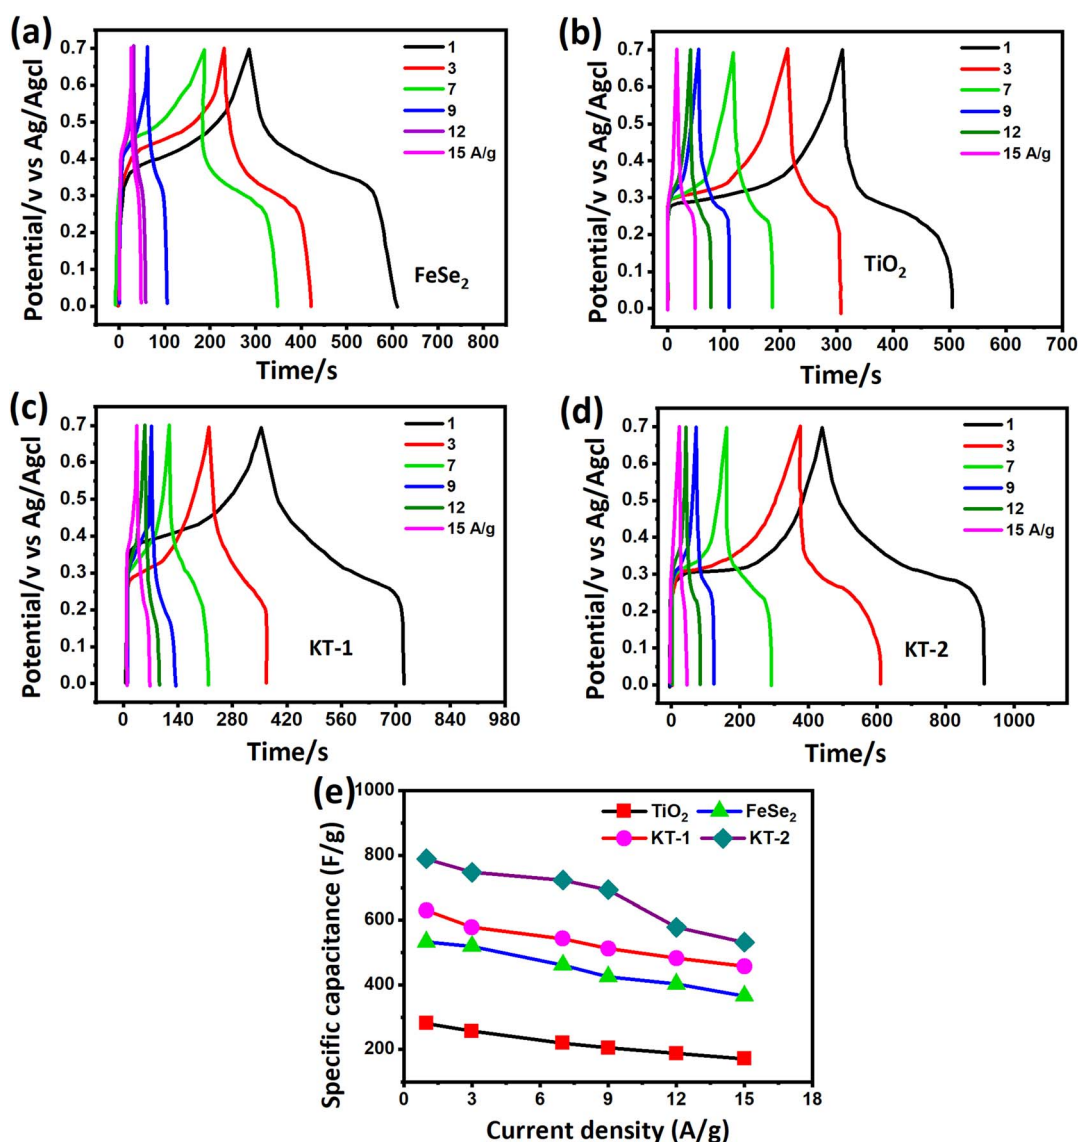 (a)
0.7
0.6
0.5
0.4
0.3
0.2
0.1
0.0
Potential/v vs Ag/Agcl
1
3
7
9
12
15 A/g
FeSe₂
0 100 200 300 400 500 600 700 800
Time/s
(b)
0.7
0.6
0.5
0.4
0.3
0.2
0.1
0.0
Potential/v vs Ag/Agcl
1
3
7
9
12
15 A/g
TiO₂
0 100 200 300 400 500 600 700
Time/s
(c)
0.7
0.6
0.5
0.4
0.3
0.2
0.1
0.0
Potential/v vs Ag/Agcl
1
3
7
9
12
15 A/g
KT-1
0 140 280 420 560 700 840 980
Time/s
(d)
0.7
0.6
0.5
0.4
0.3
0.2
0.1
0.0
Potential/v vs Ag/Agcl
1
3
7
9
12
15 A/g
KT-2
0 200 400 600 800 1000
Time/s
(e)
1000
800
600
400
200
Specific capacitance (F/g)
TiO₂ FeSe₂
KT-1 KT-2
0 3 6 9 12 15 18
Current density (A/g)